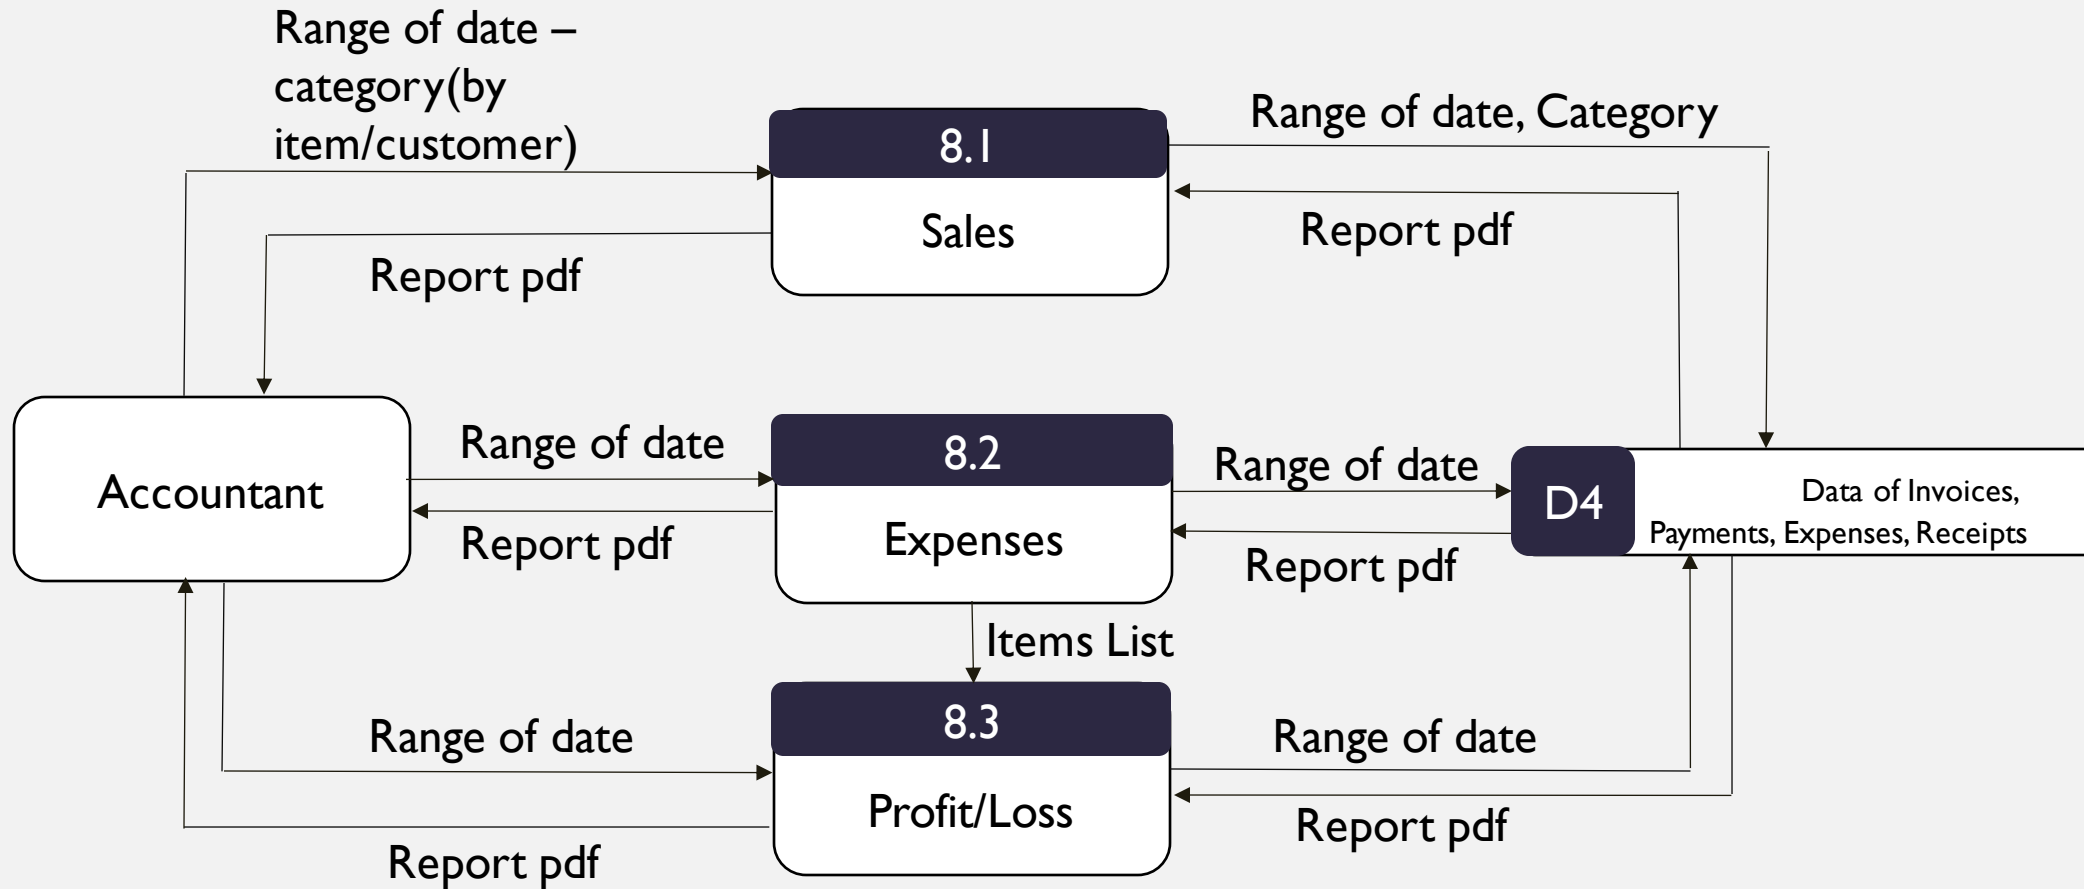 Range of date –
category(by
item/customer)
8.1
Sales
Range of date, Category
Report pdf
Report pdf
Accountant
Range of date
Report pdf
8.2
Expenses
Range of date
Report pdf
D4
Data of Invoices,
Payments, Expenses, Receipts
Items List
8.3
Profit/Loss
Range of date
Report pdf
Range of date
Report pdf